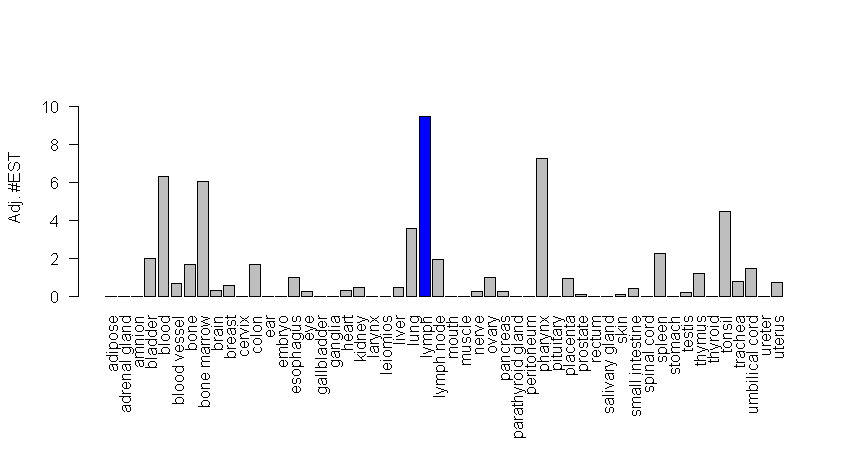 Adj. #EST
10
8
6
4
2
0
adipose
adrenal gland
amnion
bladder
blood
blood vessel
bone
bone marrow
brain
breast
cervix
colon
ear
embryo
esophagus
eye
gallbladder
ganglia
heart
kidney
larynx
leiomios
liver
lung
lymph
lymph node
mouth
muscle
nerve
ovary
pancreas
parathyroid gland
peritoneum
pharynx
pituitary
placenta
prostate
rectum
salivary gland
skin
small intestine
spinal cord
spleen
stomach
testis
thymus
thyroid
tonsil
trachea
umbilical cord
ureter
uterus